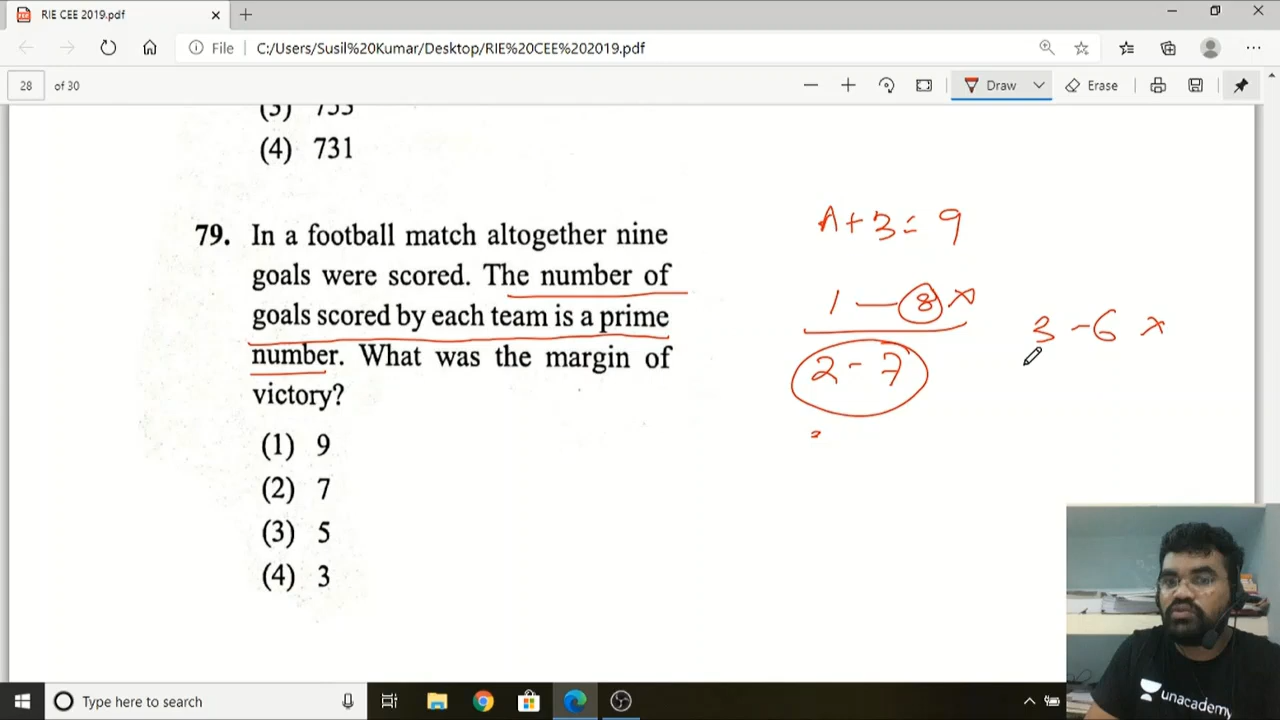 RIE CEE 2019.pdf
File C:/Users/Susil%20Kumar/Desktop/RIE%20CEE%202019.pdf
28 of 30 Draw Erase
(3) 753
(4) 731
79. In a football match altogether nine
goals were scored. The number of
goals scored by each team is a prime
number. What was the margin of
victory?
(1) 9
(2) 7
(3) 5
(4) 3
A + 3 = 9
1 — 8 x
2 - 7
3 - 6 x
unacademy
Type here to search